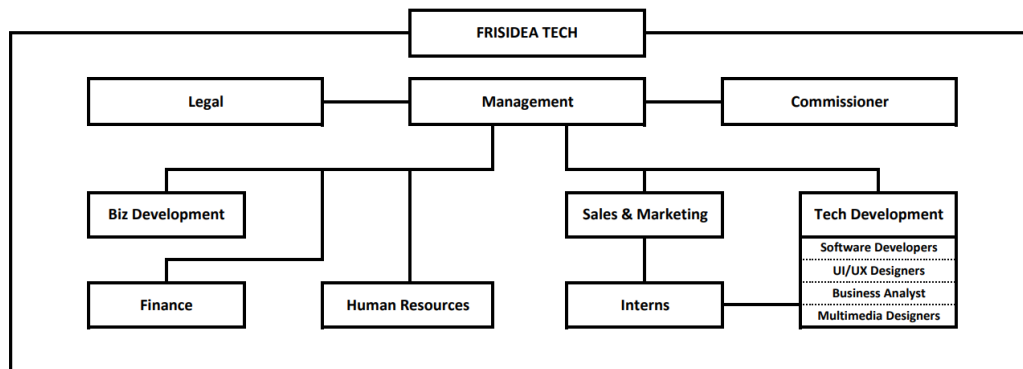 FRISIDEA TECH
Legal
Management
Commissioner
Biz Development
Sales & Marketing
Tech Development
Software Developers
UI/UX Designers
Business Analyst
Multimedia Designers
Finance
Human Resources
Interns